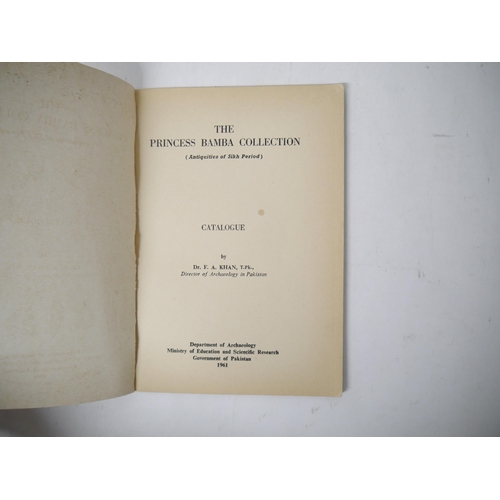 THE
PRINCESS BAMBA COLLECTION
(Antiquities of Sikh Period)
CATALOGUE
by
Dr. F. A. KHAN, T.Ph.,
Director of Archaeology in Pakistan
Department of Archaeology
Ministry of Education and Scientific Research
Government of Pakistan
1961